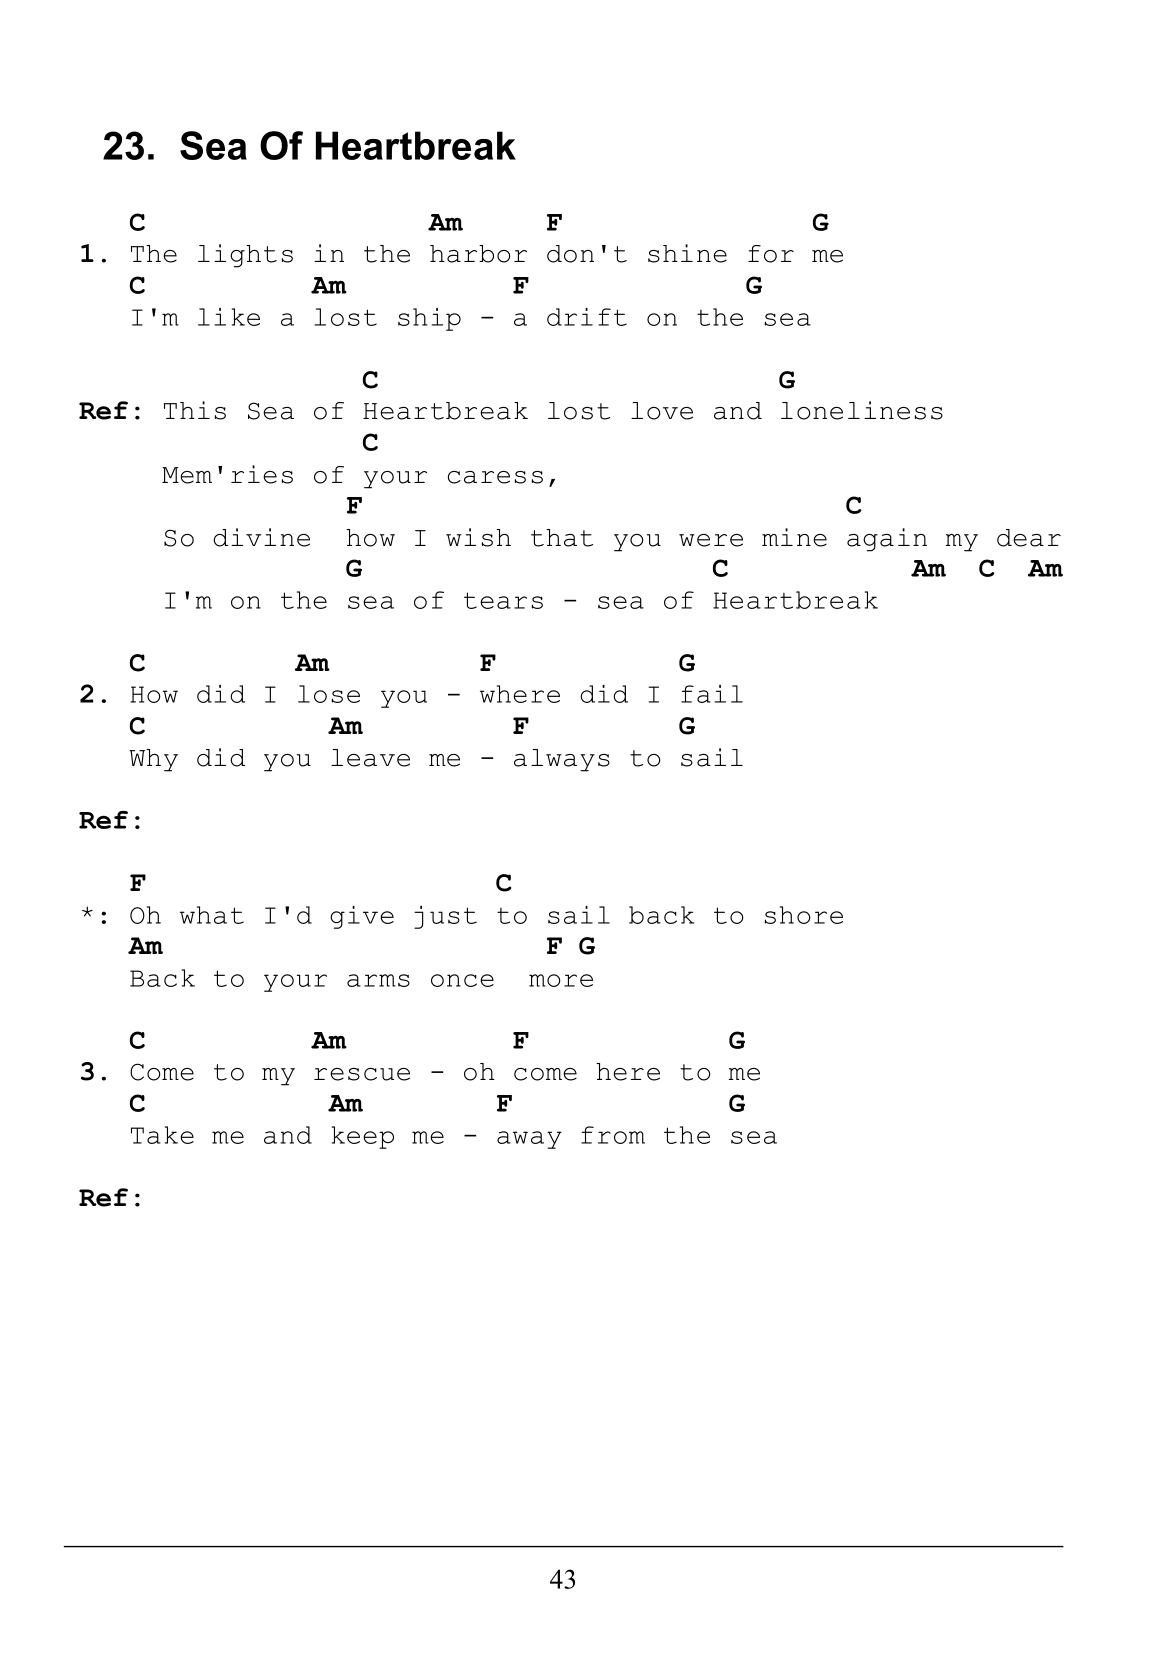 23. Sea Of Heartbreak
C Am F G
1. The lights in the harbor don't shine for me
C Am F G
I'm like a lost ship - a drift on the sea
C G
Ref: This Sea of Heartbreak lost love and loneliness
C
Mem'ries of your caress,
F C
So divine how I wish that you were mine again my dear
G C Am C Am
I'm on the sea of tears - sea of Heartbreak
C Am F G
2. How did I lose you - where did I fail
C Am F G
Why did you leave me - always to sail
Ref:
F C
*: Oh what I'd give just to sail back to shore
Am F G
Back to your arms once more
C Am F G
3. Come to my rescue - oh come here to me
C Am F G
Take me and keep me - away from the sea
Ref:
43